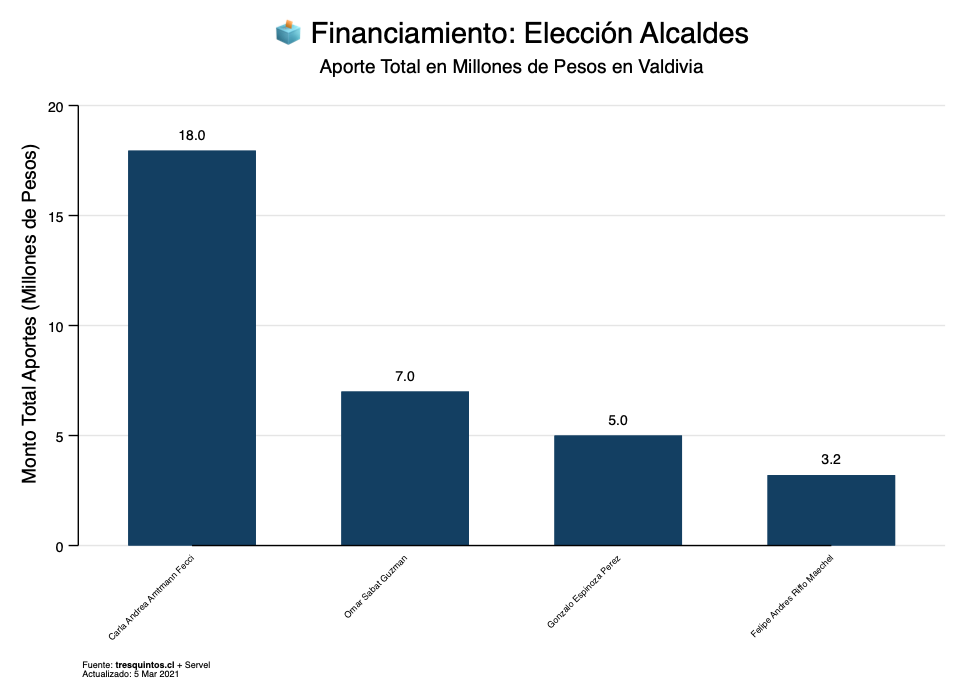 🗳️ Financiamiento: Elección Alcaldes
Aporte Total en Millones de Pesos en Valdivia
Monto Total Aportes (Millones de Pesos)
20
15
10
5
0
18.0
7.0
5.0
3.2
Carla Andrea Amtmann Fecci
Omar Sabat Guzman
Gonzalo Espinoza Perez
Felipe Andres Riffo Maechel
Fuente: tresquintos.cl + Servel
Actualizado: 5 Mar 2021